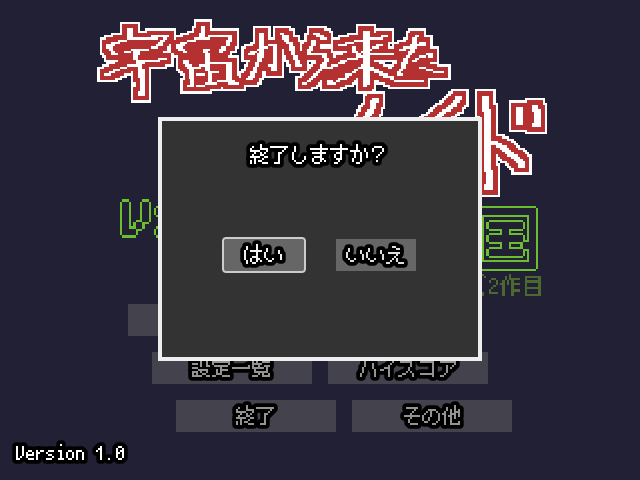 宇宙から来た
終了しますか?
はい いいえ
2作目
設定一覧 ハイスコア
終了 その他
Version 1.0